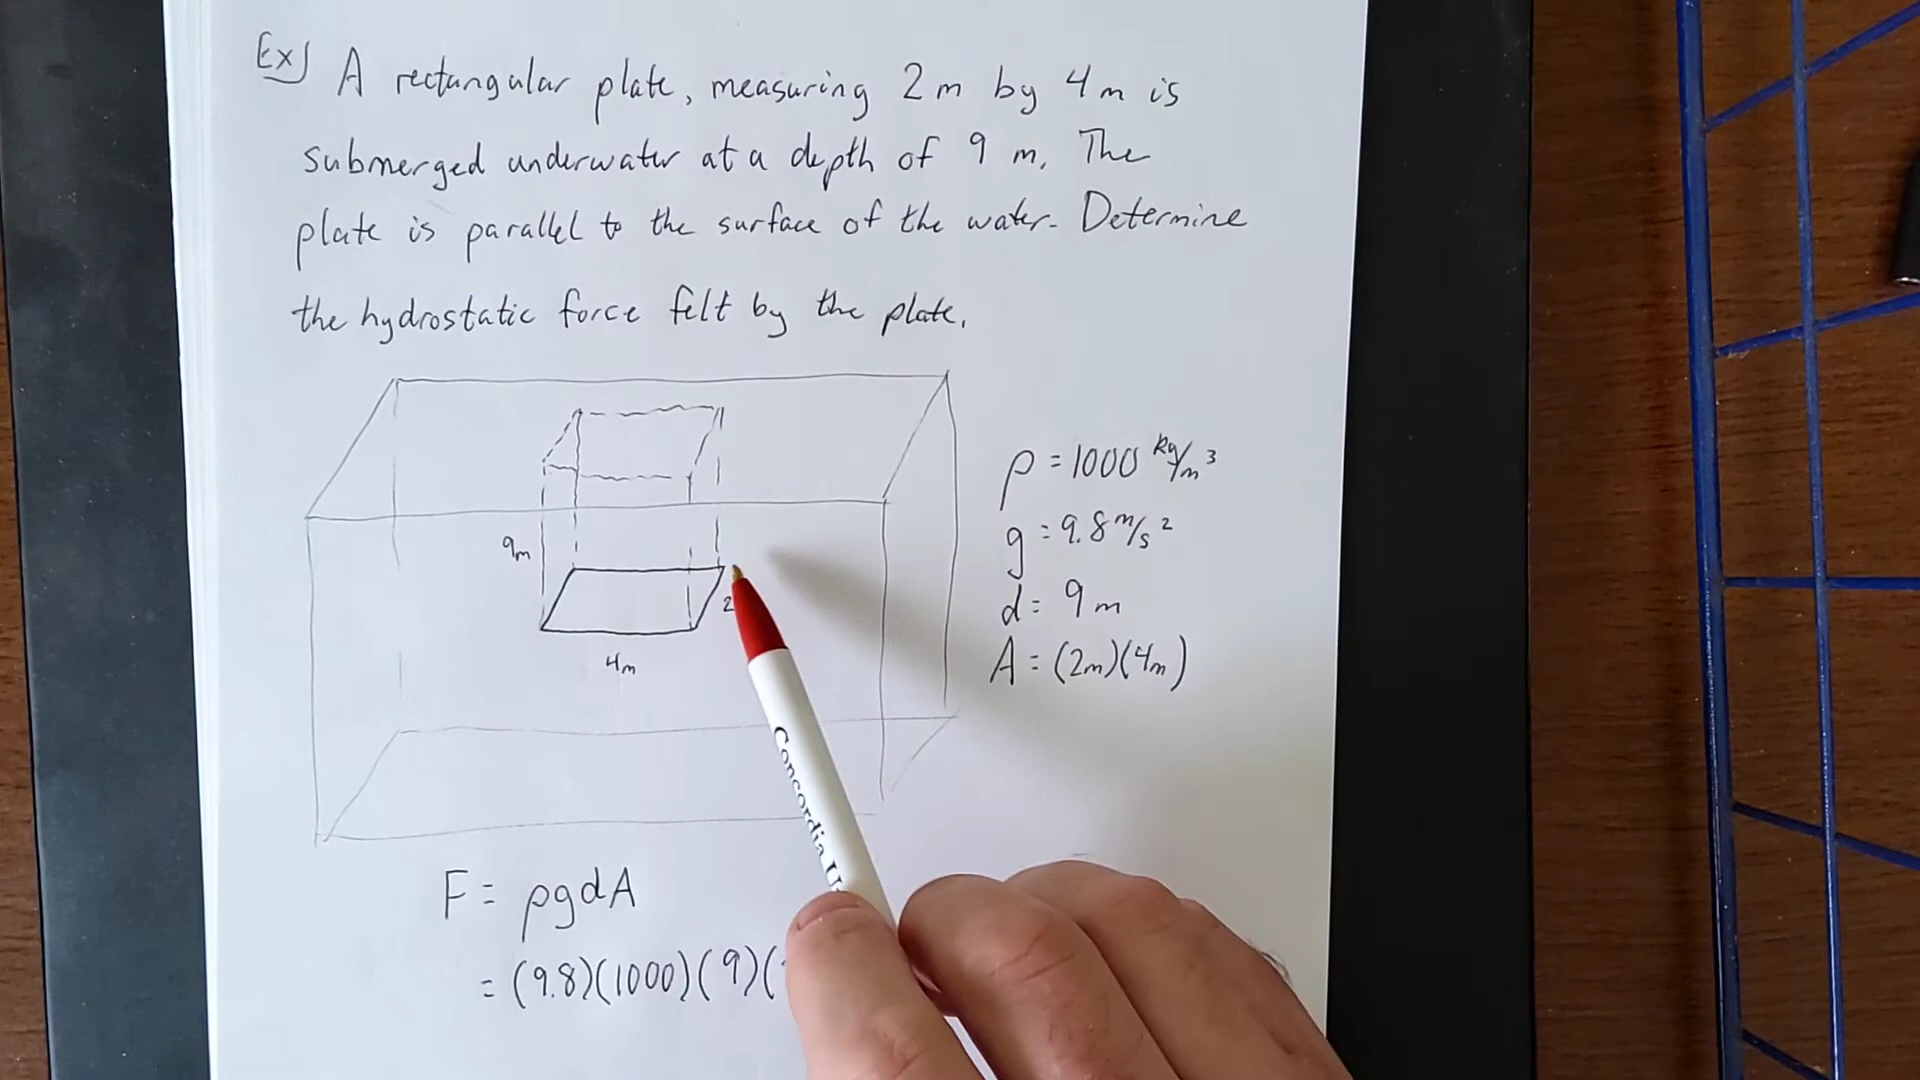 Ex) A rectangular plate, measuring 2m by 4m is
submerged underwater at a depth of 9 m. The
plate is parallel to the surface of the water. Determine
the hydrostatic force felt by the plate.
9m
2
4m
ρ = 1000 kg/m³
g = 9.8 m/s²
d = 9 m
A = (2m)(4m)
Concordia U
F = ρgdA
= (9.8)(1000)(9)(